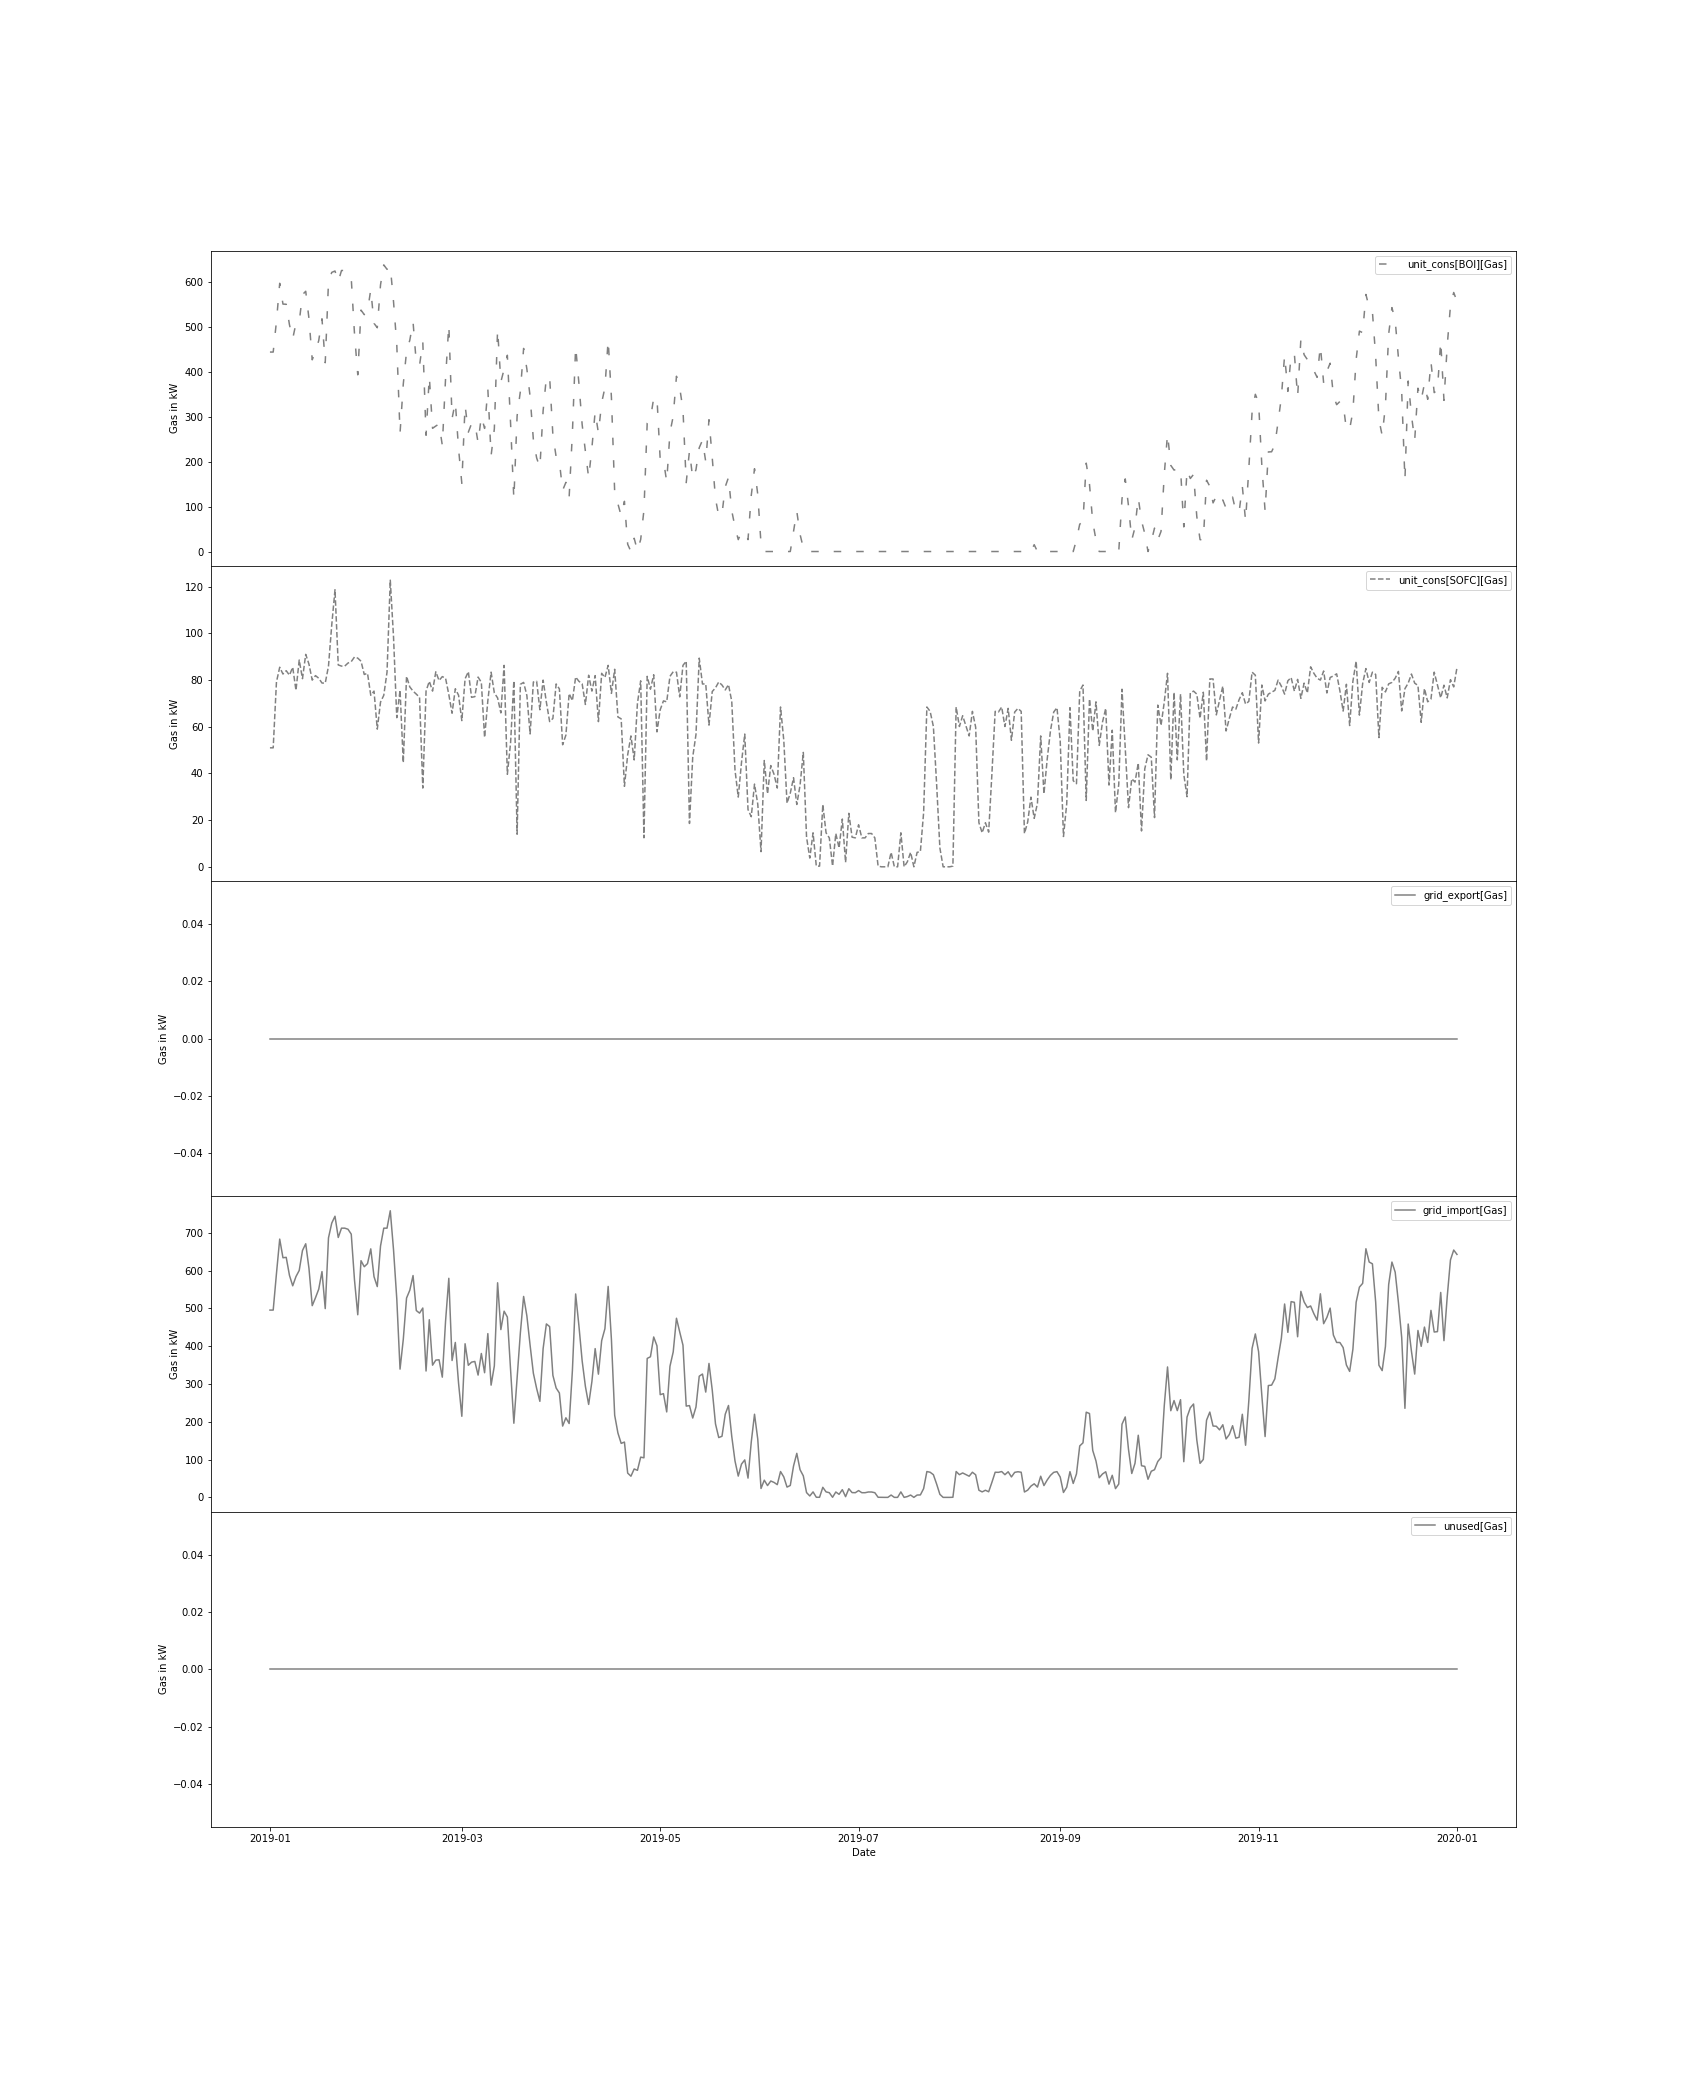 unit_cons[BOI][Gas]
600
500
400
300
200
100
0
Gas in kW
unit_cons[SOFC][Gas]
120
100
80
60
40
20
0
Gas in kW
grid_export[Gas]
0.04
0.02
0.00
−0.02
−0.04
Gas in kW
grid_import[Gas]
700
600
500
400
300
200
100
0
Gas in kW
unused[Gas]
0.04
0.02
0.00
−0.02
−0.04
Gas in kW
2019-01 2019-03 2019-05 2019-07 2019-09 2019-11 2020-01
Date